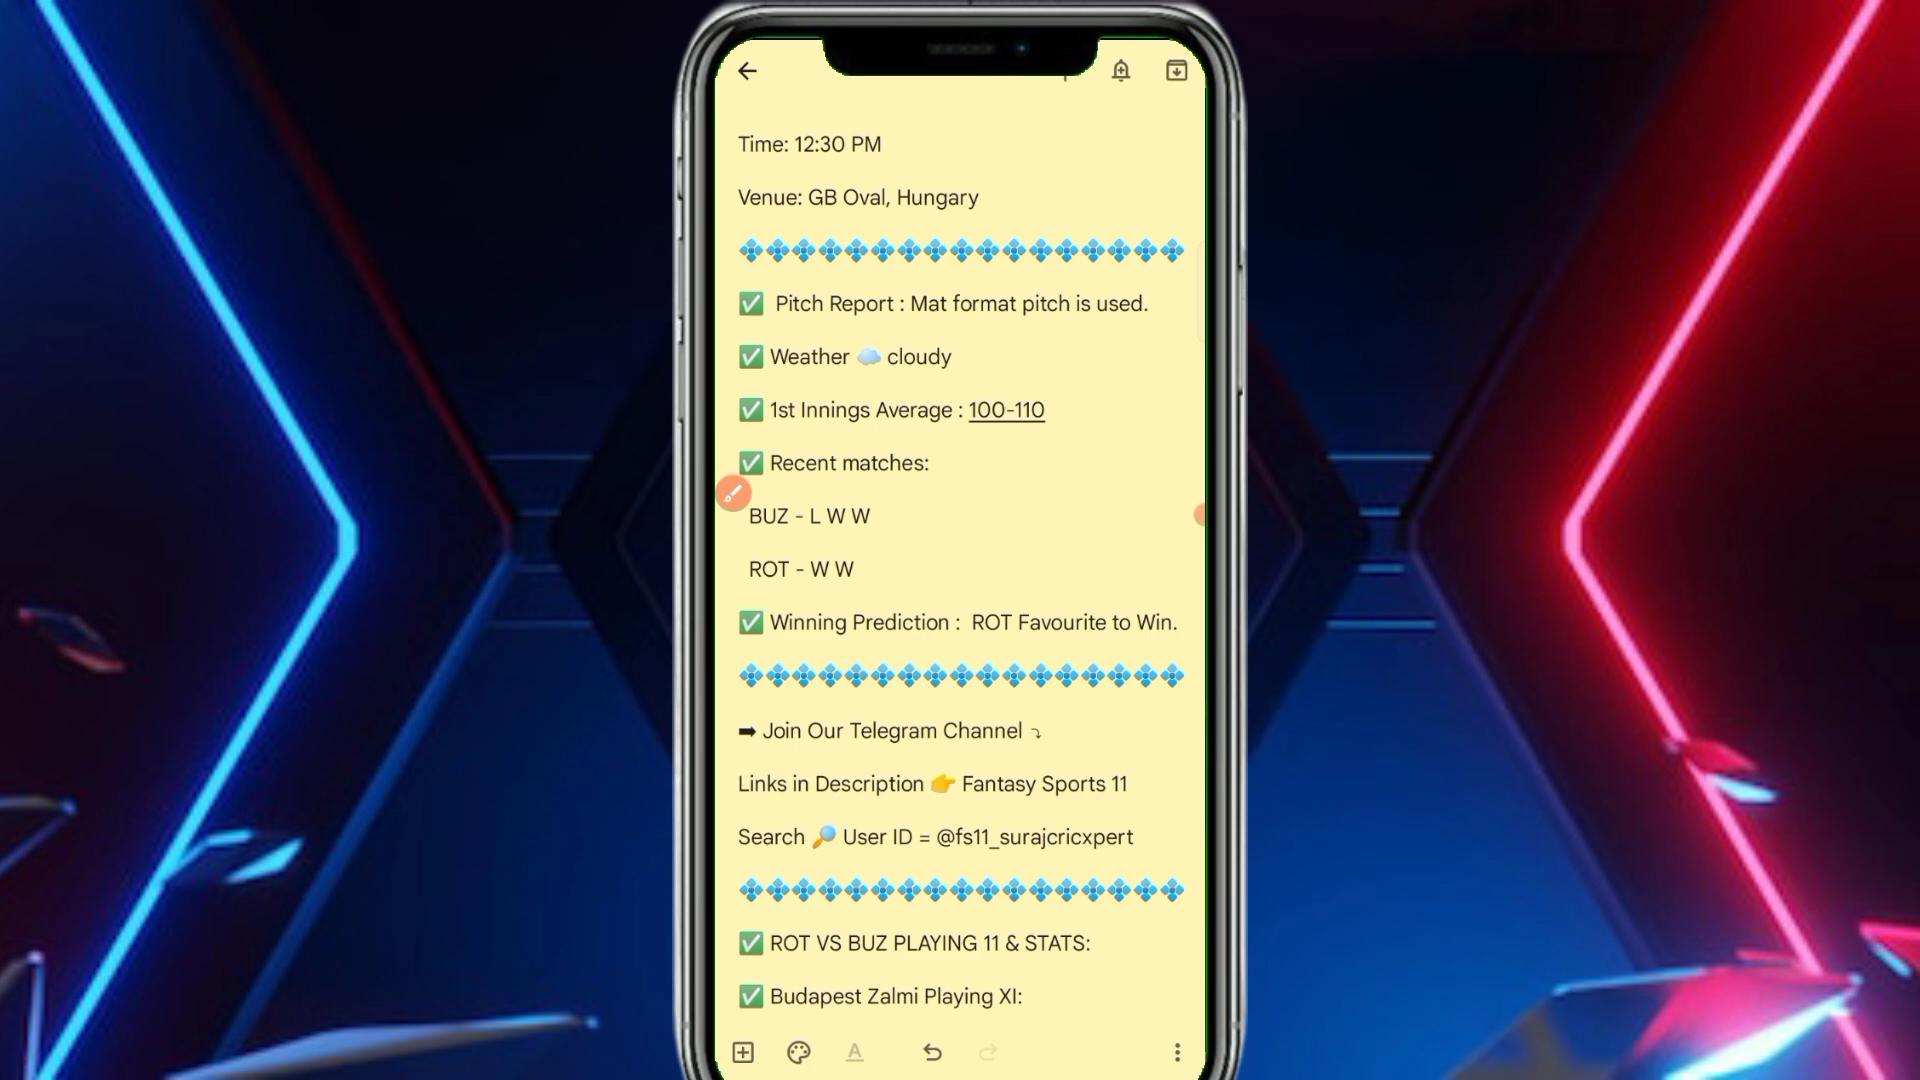 Time: 12:30 PM
Venue: GB Oval, Hungary
💠💠💠💠💠💠💠💠💠💠💠💠💠💠💠💠💠
✅ Pitch Report : Mat format pitch is used.
✅ Weather ☁️ cloudy
✅ 1st Innings Average : 100-110
✅ Recent matches:
BUZ - L W W
ROT - W W
✅ Winning Prediction : ROT Favourite to Win.
💠💠💠💠💠💠💠💠💠💠💠💠💠💠💠💠💠
➡️ Join Our Telegram Channel ⤵
Links in Description 👉 Fantasy Sports 11
Search 🔎 User ID = @fs11_surajcricxpert
💠💠💠💠💠💠💠💠💠💠💠💠💠💠💠💠💠
✅ ROT VS BUZ PLAYING 11 & STATS:
✅ Budapest Zalmi Playing XI: